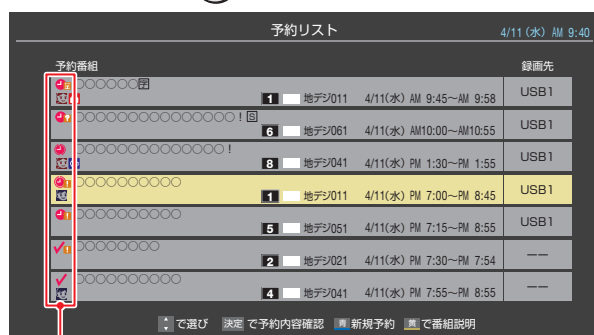 予約リスト
4/11(水) AM 9:40
予約番組
録画先
○○○○○○字
1 地デジ011 4/11(水) AM 9:45~AM 9:58 USB1
○○○○○○○○○○○○○○○!S
6 地デジ061 4/11(水) AM10:00~AM10:55 USB1
○○○○○○○○○○○○○○!
8 地デジ041 4/11(水) PM 1:30~PM 1:55 USB1
○○○○○○○○○○
1 地デジ011 4/11(水) PM 7:00~PM 8:45 USB1
○○○○○○○○○○
5 地デジ051 4/11(水) PM 7:15~PM 8:55 USB1
○○○○○○○○
2 地デジ021 4/11(水) PM 7:30~PM 7:54 −−
○○○○○○○○○○
4 地デジ041 4/11(水) PM 7:55~PM 8:55 −−
で選び 決定 で予約内容確認 青 新規予約 黄 で番組説明